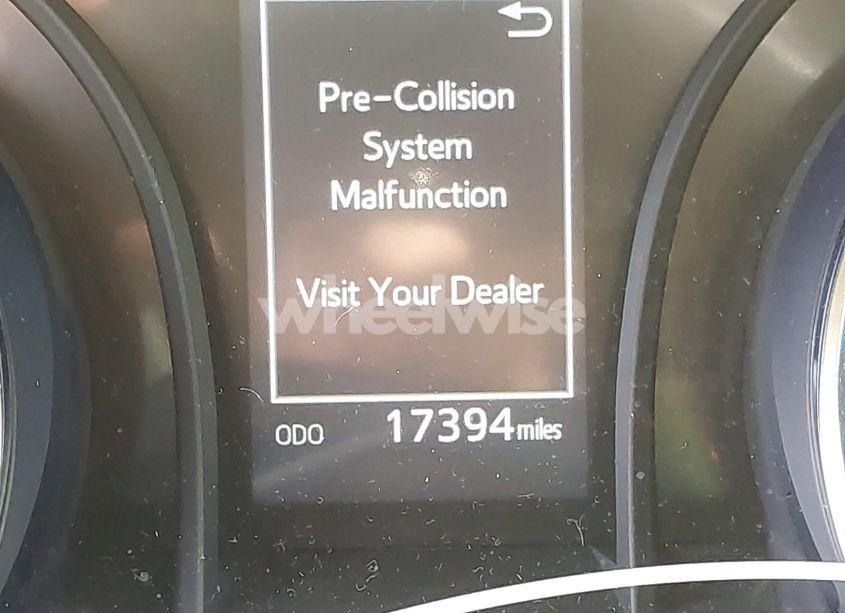 Pre-Collision
System
Malfunction
Visit Your Dealer
wheelwise
ODO 17394 miles